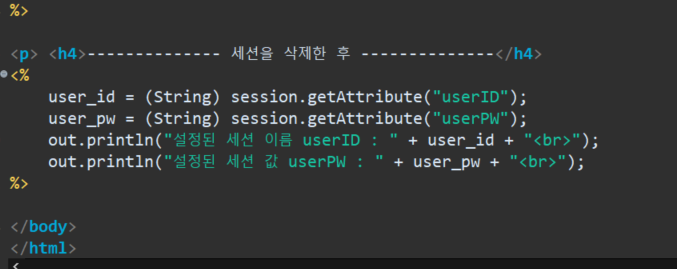 %>
<p> <h4>-------------- 세션을 삭제한 후 --------------</h4>
<%
user_id = (String) session.getAttribute("userID");
user_pw = (String) session.getAttribute("userPW");
out.println("설정된 세션 이름 userID : " + user_id + "<br>");
out.println("설정된 세션 값 userPW : " + user_pw + "<br>");
%>
</body>
</html>